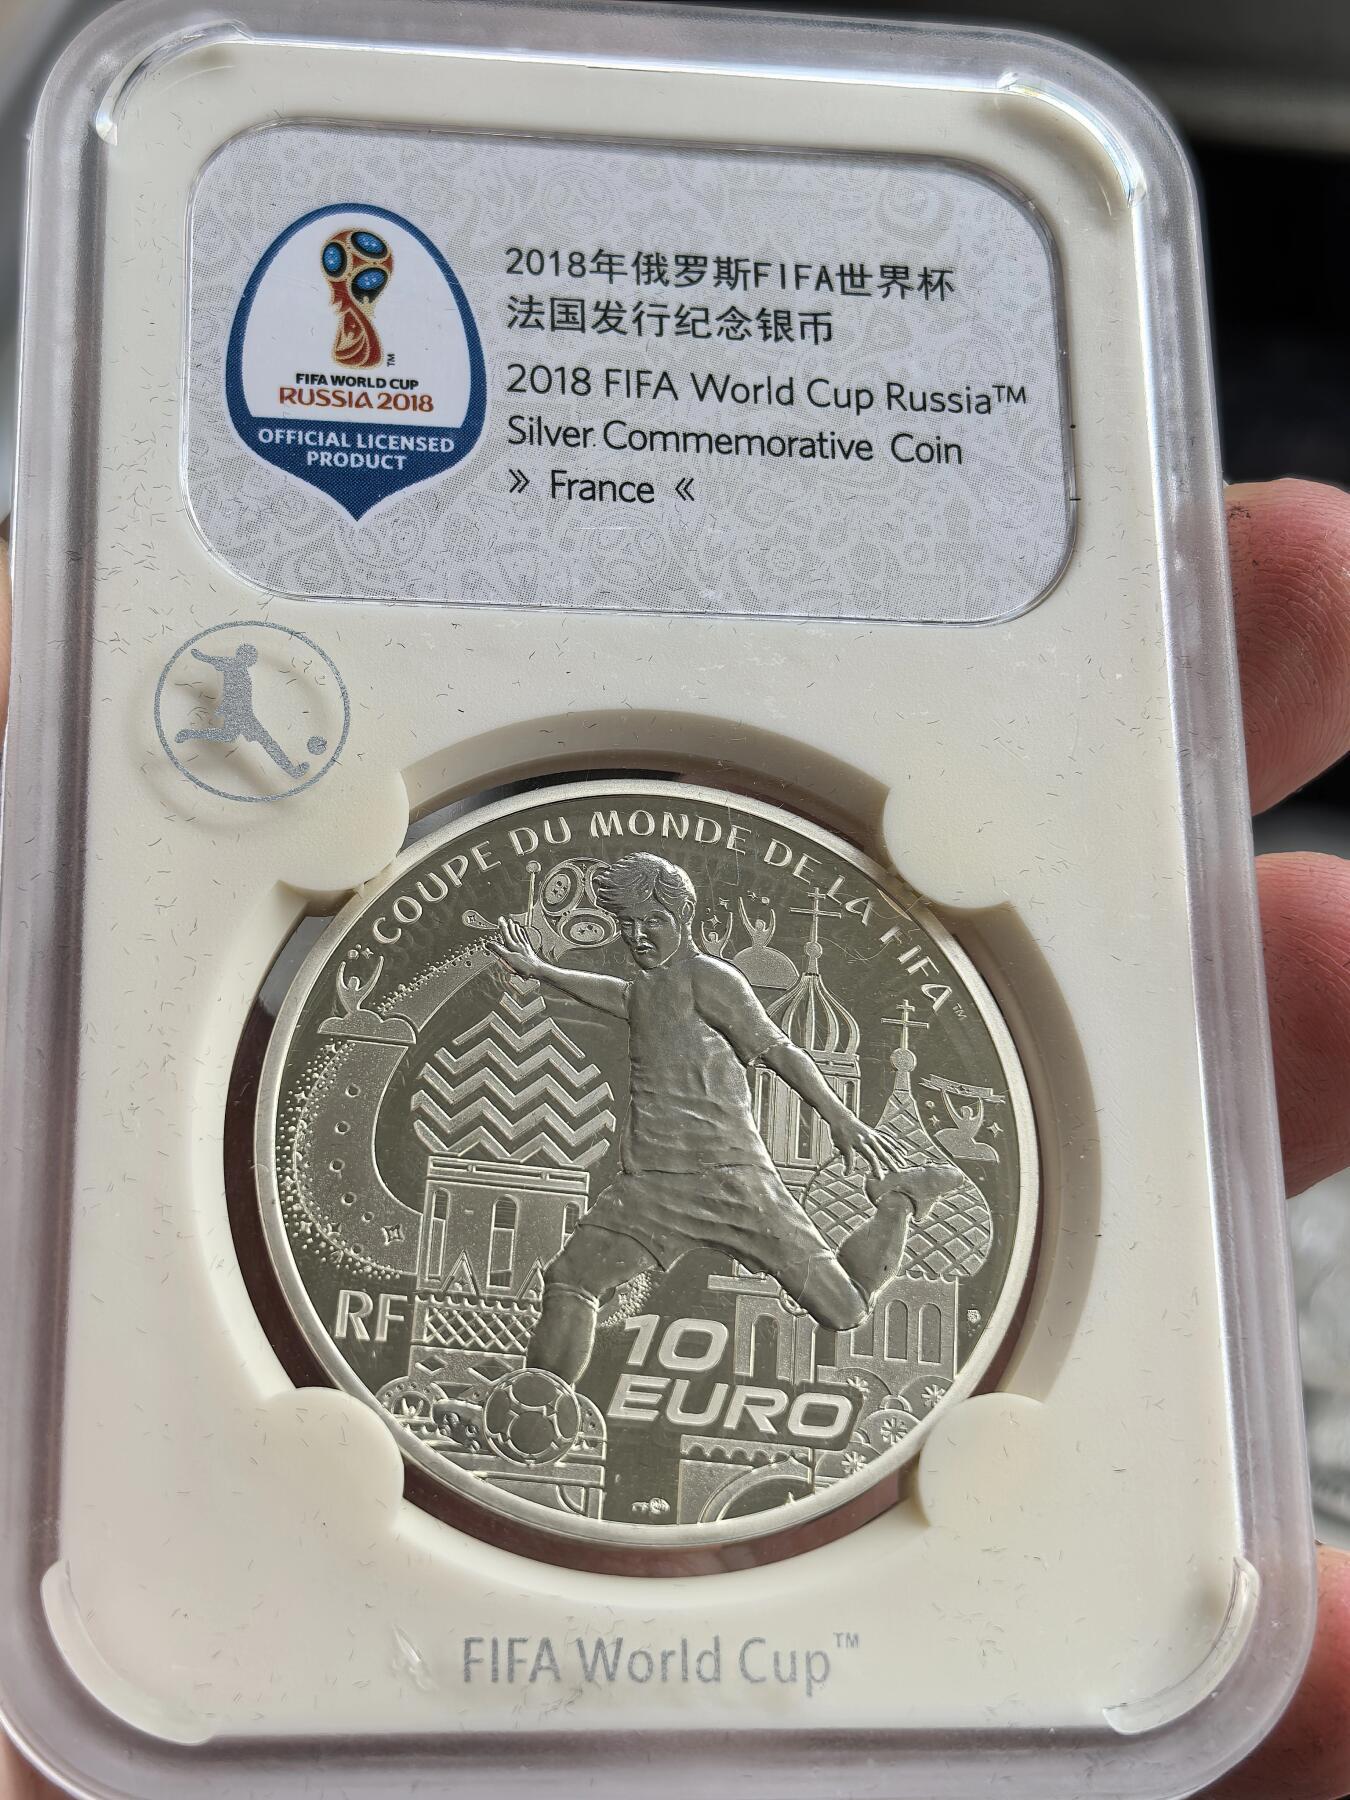 2018年俄罗斯FIFA世界杯
法国发行纪念银币
2018 FIFA World Cup Russia™
Silver Commemorative Coin
» France «
TM
FIFA WORLD CUP
RUSSIA 2018
OFFICIAL LICENSED
PRODUCT
COUPE DU MONDE DE LA FIFA™
RF
10
EURO
FIFA World Cup™